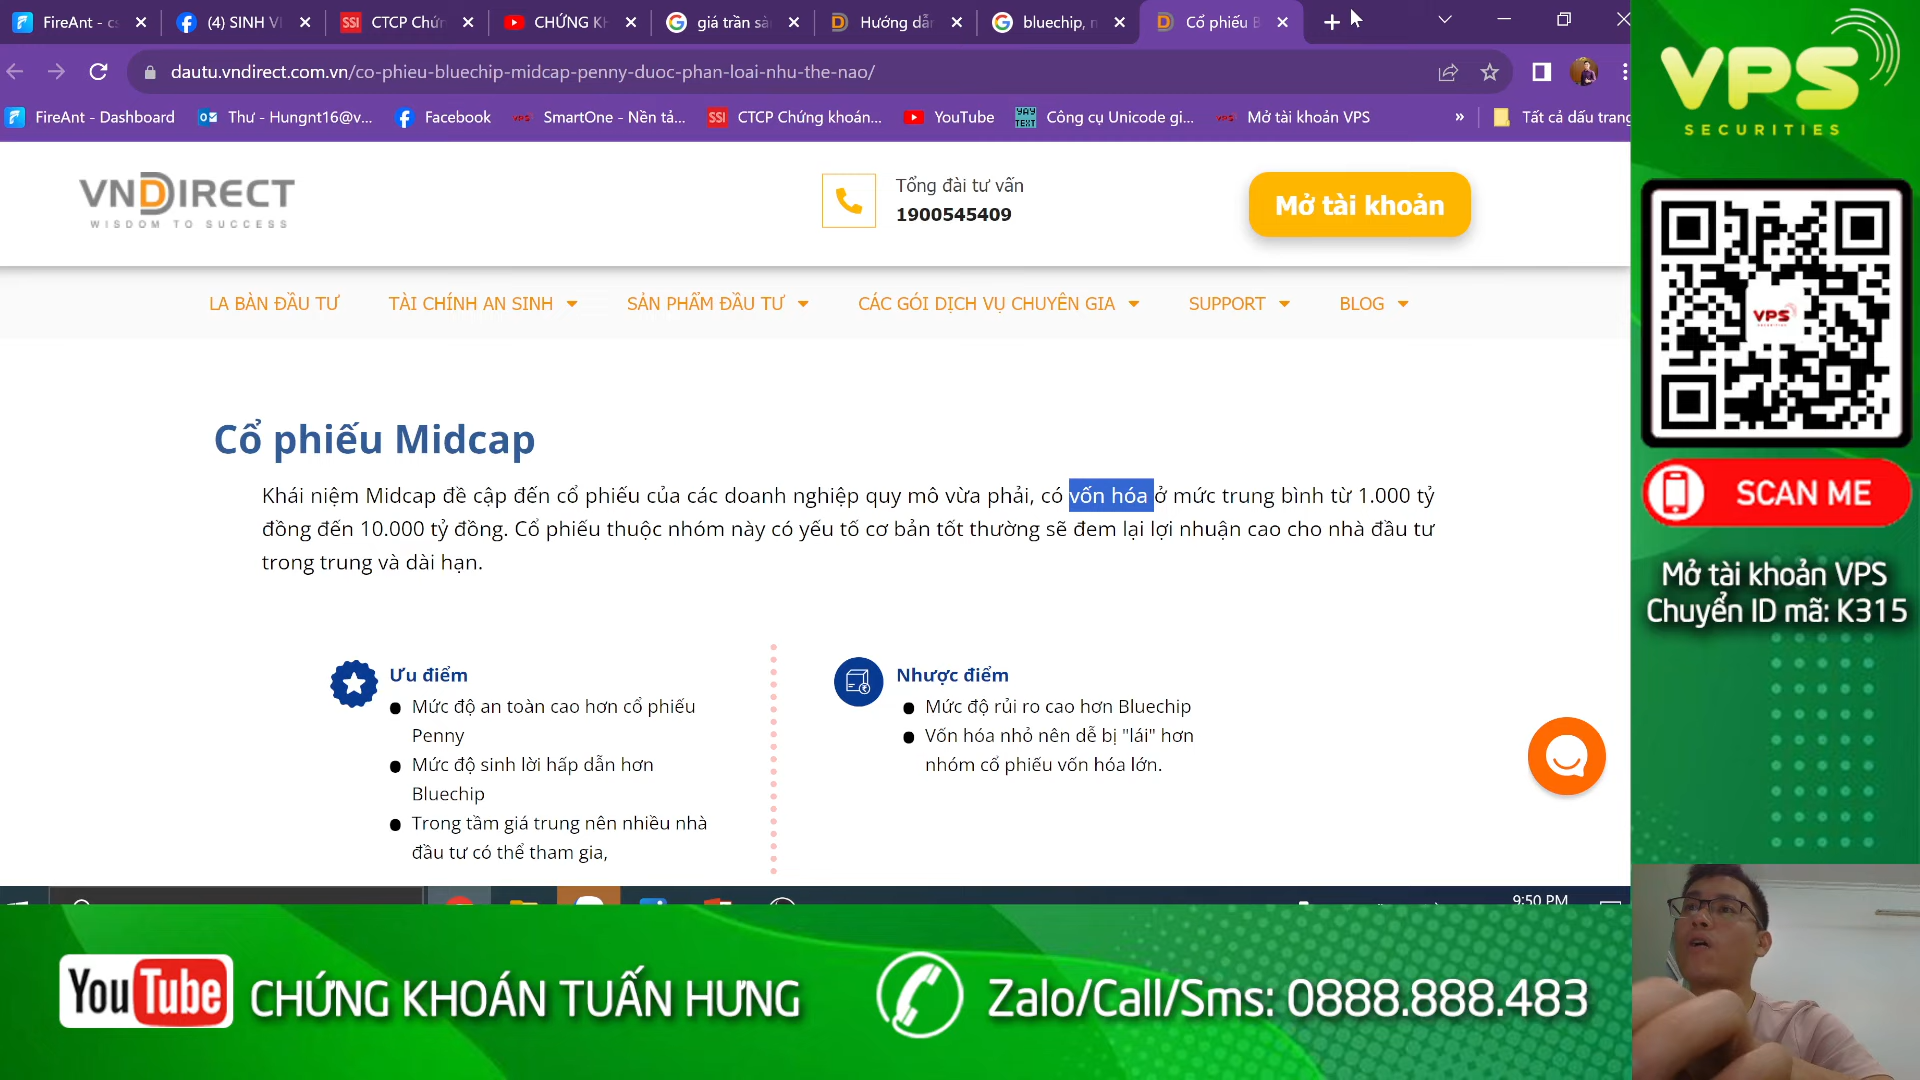 FireAnt - cs
(4) SINH VI
SSI CTCP Chứn
CHỨNG KH
giá trần sà
Hướng dẫn
bluechip, n
Cổ phiếu B
dautu.vndirect.com.vn/co-phieu-bluechip-midcap-penny-duoc-phan-loai-nhu-the-nao/
FireAnt - Dashboard
Thư - Hungnt16@v...
Facebook
SmartOne - Nền tả...
SSI CTCP Chứng khoán...
YouTube
YAY TEXT Công cụ Unicode gi...
Mở tài khoản VPS
»
Tất cả dấu trang
VNDIRECT
WISDOM TO SUCCESS
Tổng đài tư vấn
1900545409
Mở tài khoản
LA BÀN ĐẦU TƯ
TÀI CHÍNH AN SINH
SẢN PHẨM ĐẦU TƯ
CÁC GÓI DỊCH VỤ CHUYÊN GIA
SUPPORT
BLOG
Cổ phiếu Midcap
Khái niệm Midcap đề cập đến cổ phiếu của các doanh nghiệp quy mô vừa phải, có vốn hóa ở mức trung bình từ 1.000 tỷ
đồng đến 10.000 tỷ đồng. Cổ phiếu thuộc nhóm này có yếu tố cơ bản tốt thường sẽ đem lại lợi nhuận cao cho nhà đầu tư
trong trung và dài hạn.
Ưu điểm
Mức độ an toàn cao hơn cổ phiếu
Penny
Mức độ sinh lời hấp dẫn hơn
Bluechip
Trong tầm giá trung nên nhiều nhà
đầu tư có thể tham gia,
Nhược điểm
Mức độ rủi ro cao hơn Bluechip
Vốn hóa nhỏ nên dễ bị "lái" hơn
nhóm cổ phiếu vốn hóa lớn.
9:50 PM
VPS
SECURITIES
VPS
SCAN ME
Mở tài khoản VPS
Chuyển ID mã: K315
YouTube CHỨNG KHOÁN TUẤN HƯNG
Zalo/Call/Sms: 0888.888.483